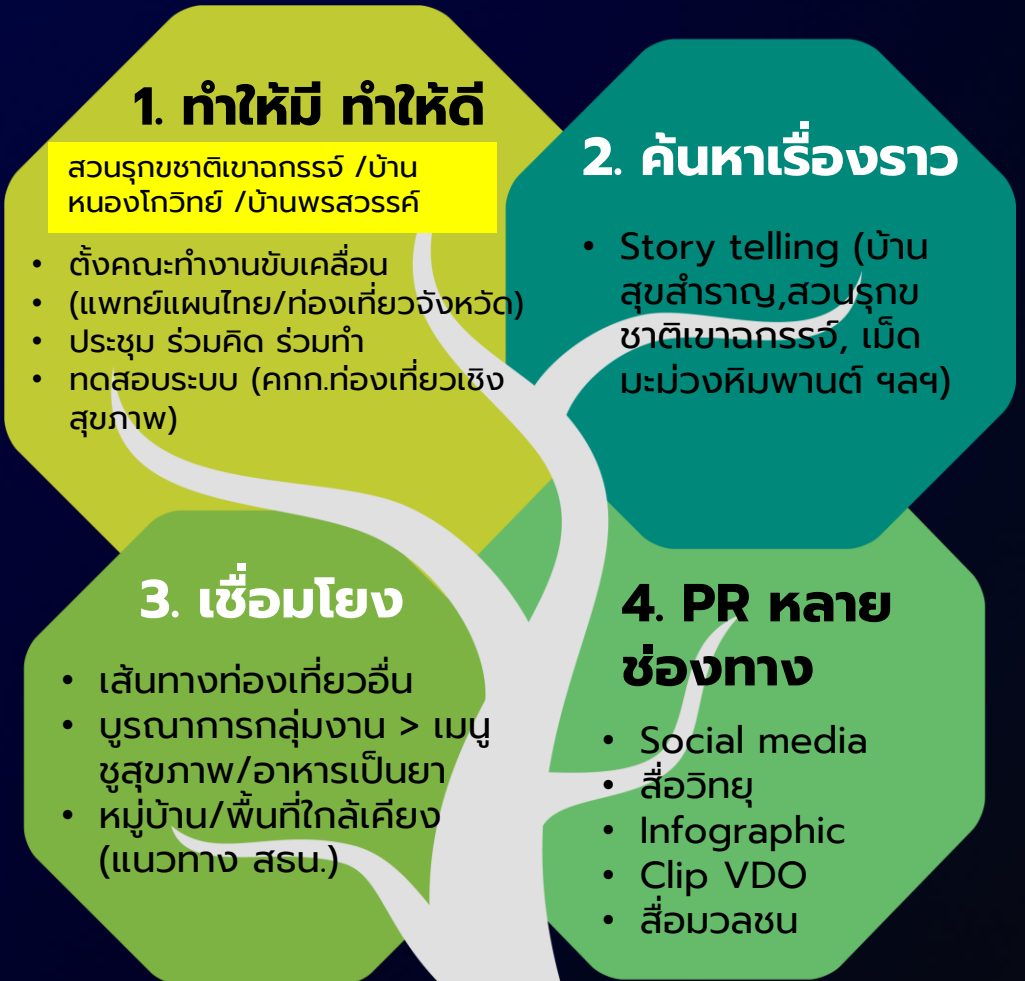 1. ทำให้มี ทำให้ดี
สวนรุกขชาติเขาฉกรรจ์ /บ้าน
หนองโกวิทย์ /บ้านพรสวรรค์
• ตั้งคณะทำงานขับเคลื่อน
• (แพทย์แผนไทย/ท่องเที่ยวจังหวัด)
• ประชุม ร่วมคิด ร่วมทำ
• ทดสอบระบบ (คกก.ท่องเที่ยวเชิง
สุขภาพ)
2. ค้นหาเรื่องราว
• Story telling (บ้าน
สุขสำราญ,สวนรุกข
ชาติเขาฉกรรจ์, เม็ด
มะม่วงหิมพานต์ ฯลฯ)
3. เชื่อมโยง
• เส้นทางท่องเที่ยวอื่น
• บูรณาการกลุ่มงาน > เมนู
ชูสุขภาพ/อาหารเป็นยา
• หมู่บ้าน/พื้นที่ใกล้เคียง
(แนวทาง สธน.)
4. PR หลาย
ช่องทาง
• Social media
• สื่อวิทยุ
• Infographic
• Clip VDO
• สื่อมวลชน